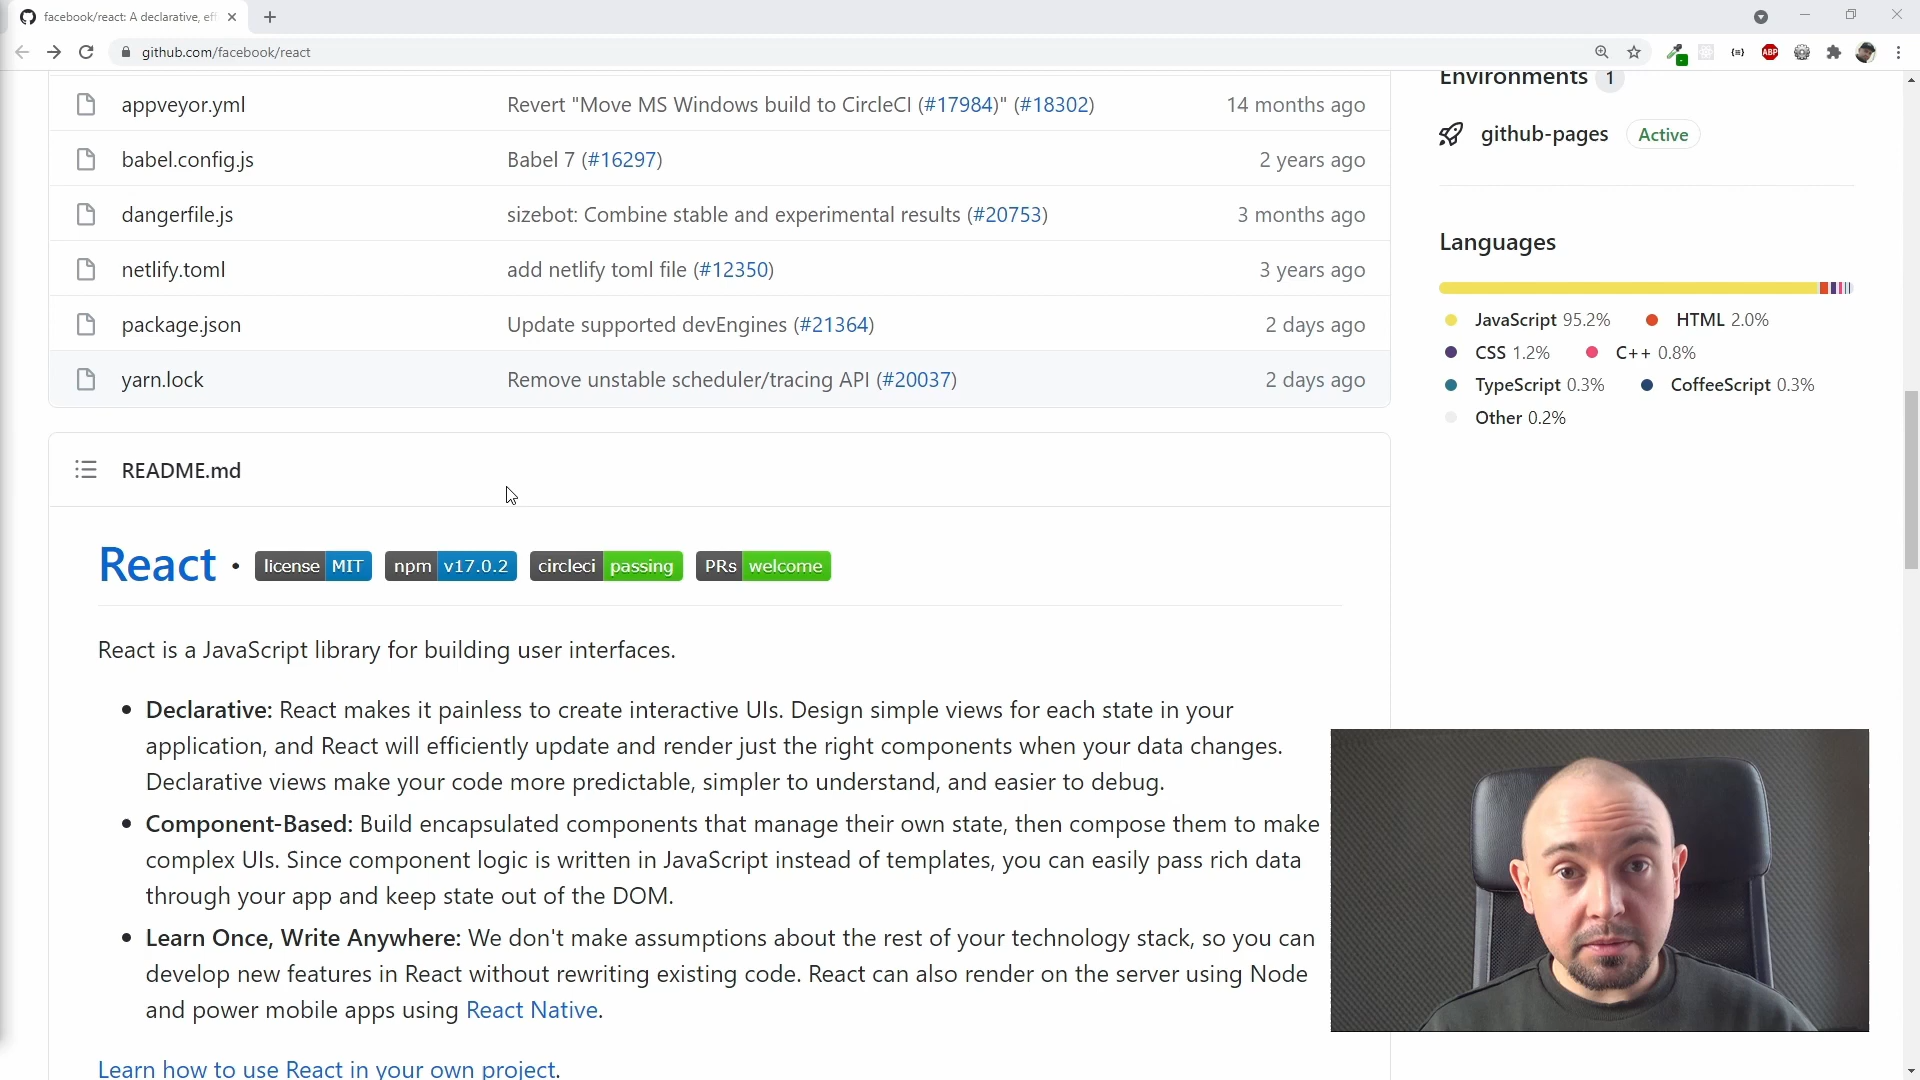 facebook/react: A declarative, eff
github.com/facebook/react
ABP
appveyor.yml Revert "Move MS Windows build to CircleCI (#17984)" (#18302) 14 months ago
babel.config.js Babel 7 (#16297) 2 years ago
dangerfile.js sizebot: Combine stable and experimental results (#20753) 3 months ago
netlify.toml add netlify toml file (#12350) 3 years ago
package.json Update supported devEngines (#21364) 2 days ago
yarn.lock Remove unstable scheduler/tracing API (#20037) 2 days ago
README.md
React · license MIT npm v17.0.2 circleci passing PRs welcome
React is a JavaScript library for building user interfaces.
• Declarative: React makes it painless to create interactive UIs. Design simple views for each state in your
application, and React will efficiently update and render just the right components when your data changes.
Declarative views make your code more predictable, simpler to understand, and easier to debug.
• Component-Based: Build encapsulated components that manage their own state, then compose them to make
complex UIs. Since component logic is written in JavaScript instead of templates, you can easily pass rich data
through your app and keep state out of the DOM.
• Learn Once, Write Anywhere: We don't make assumptions about the rest of your technology stack, so you can
develop new features in React without rewriting existing code. React can also render on the server using Node
and power mobile apps using React Native.
Learn how to use React in your own project.
Environments 1
github-pages Active
Languages
JavaScript 95.2% HTML 2.0%
CSS 1.2% C++ 0.8%
TypeScript 0.3% CoffeeScript 0.3%
Other 0.2%